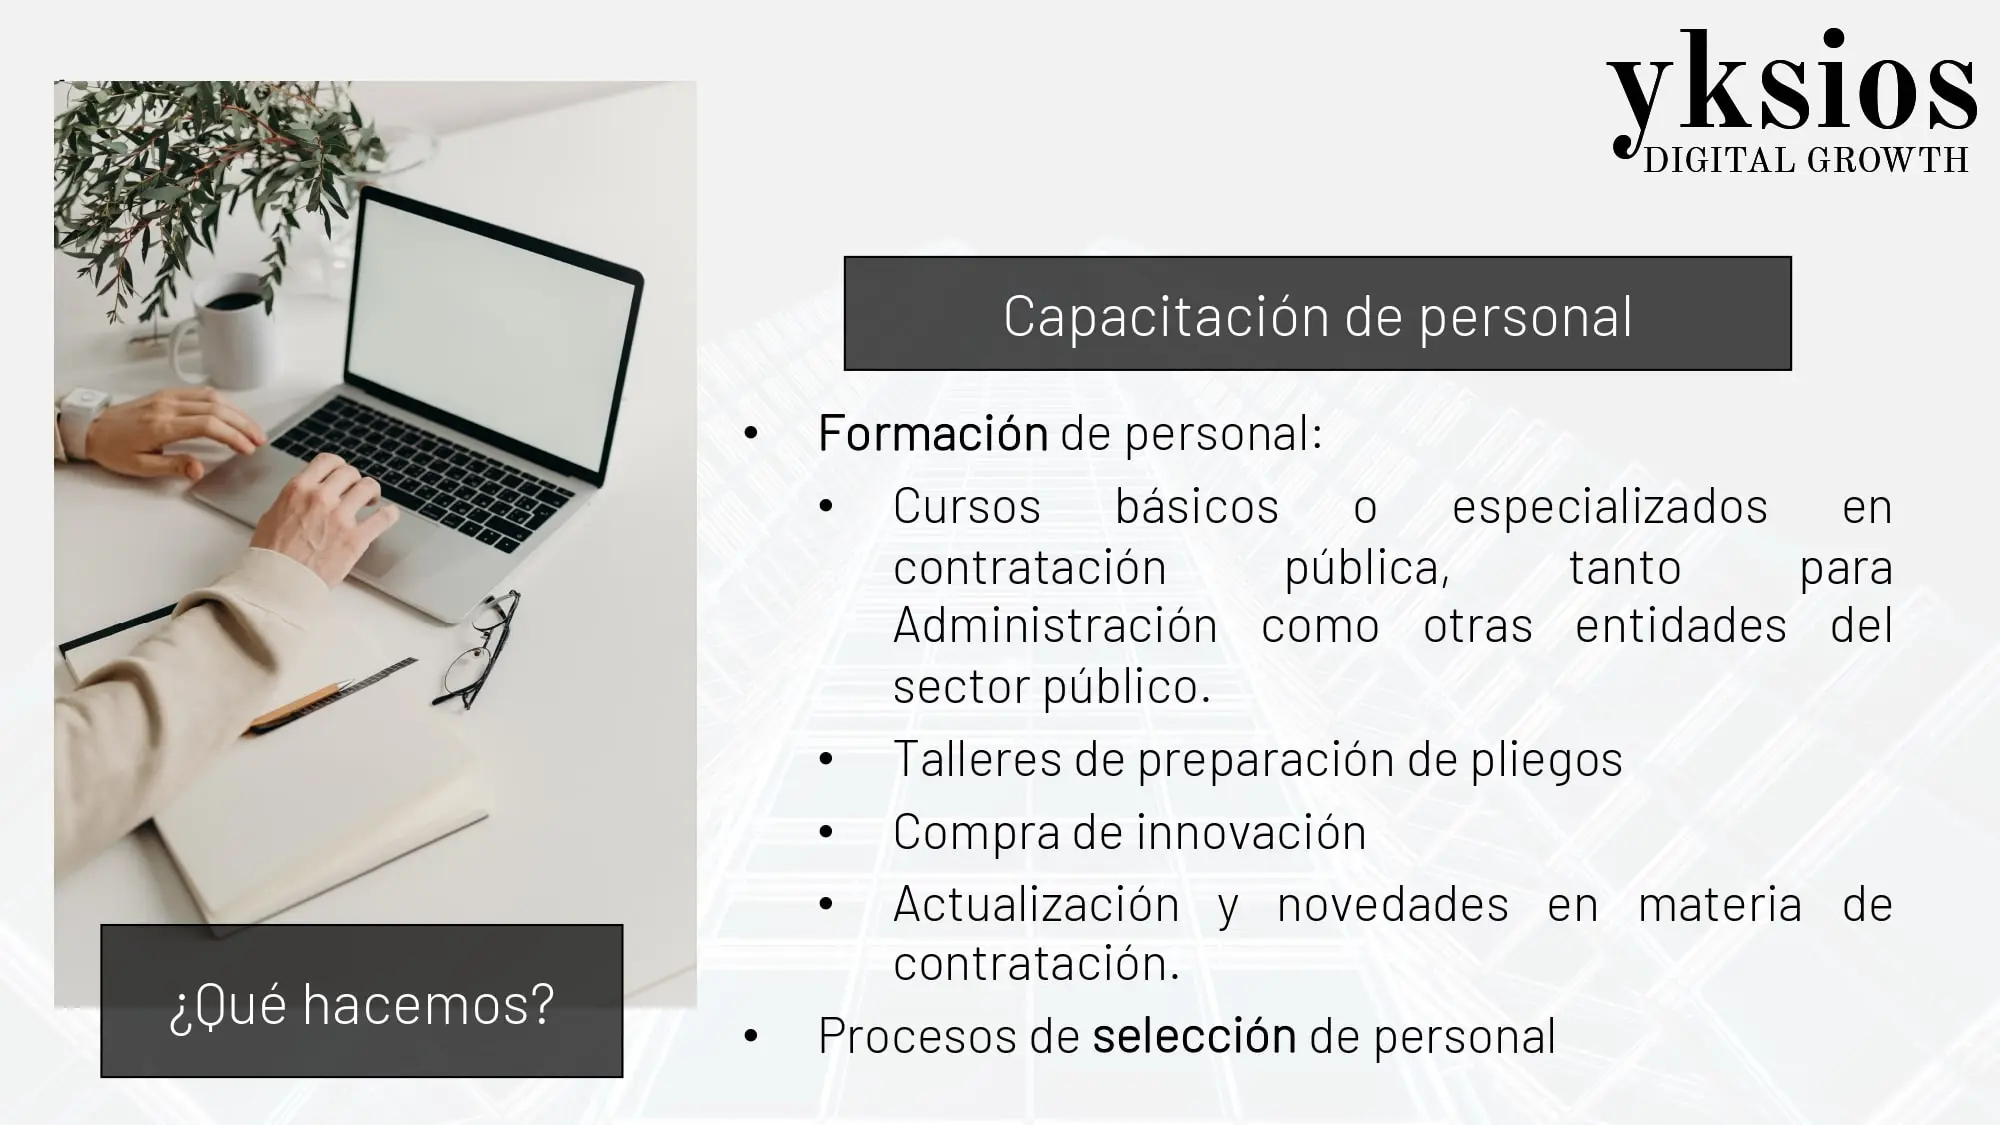 yksios
DIGITAL GROWTH
Capacitación de personal
• Formación de personal:
• Cursos básicos o especializados en
contratación pública, tanto para
Administración como otras entidades del
sector público.
• Talleres de preparación de pliegos
• Compra de innovación
• Actualización y novedades en materia de
contratación.
• Procesos de selección de personal
¿Qué hacemos?